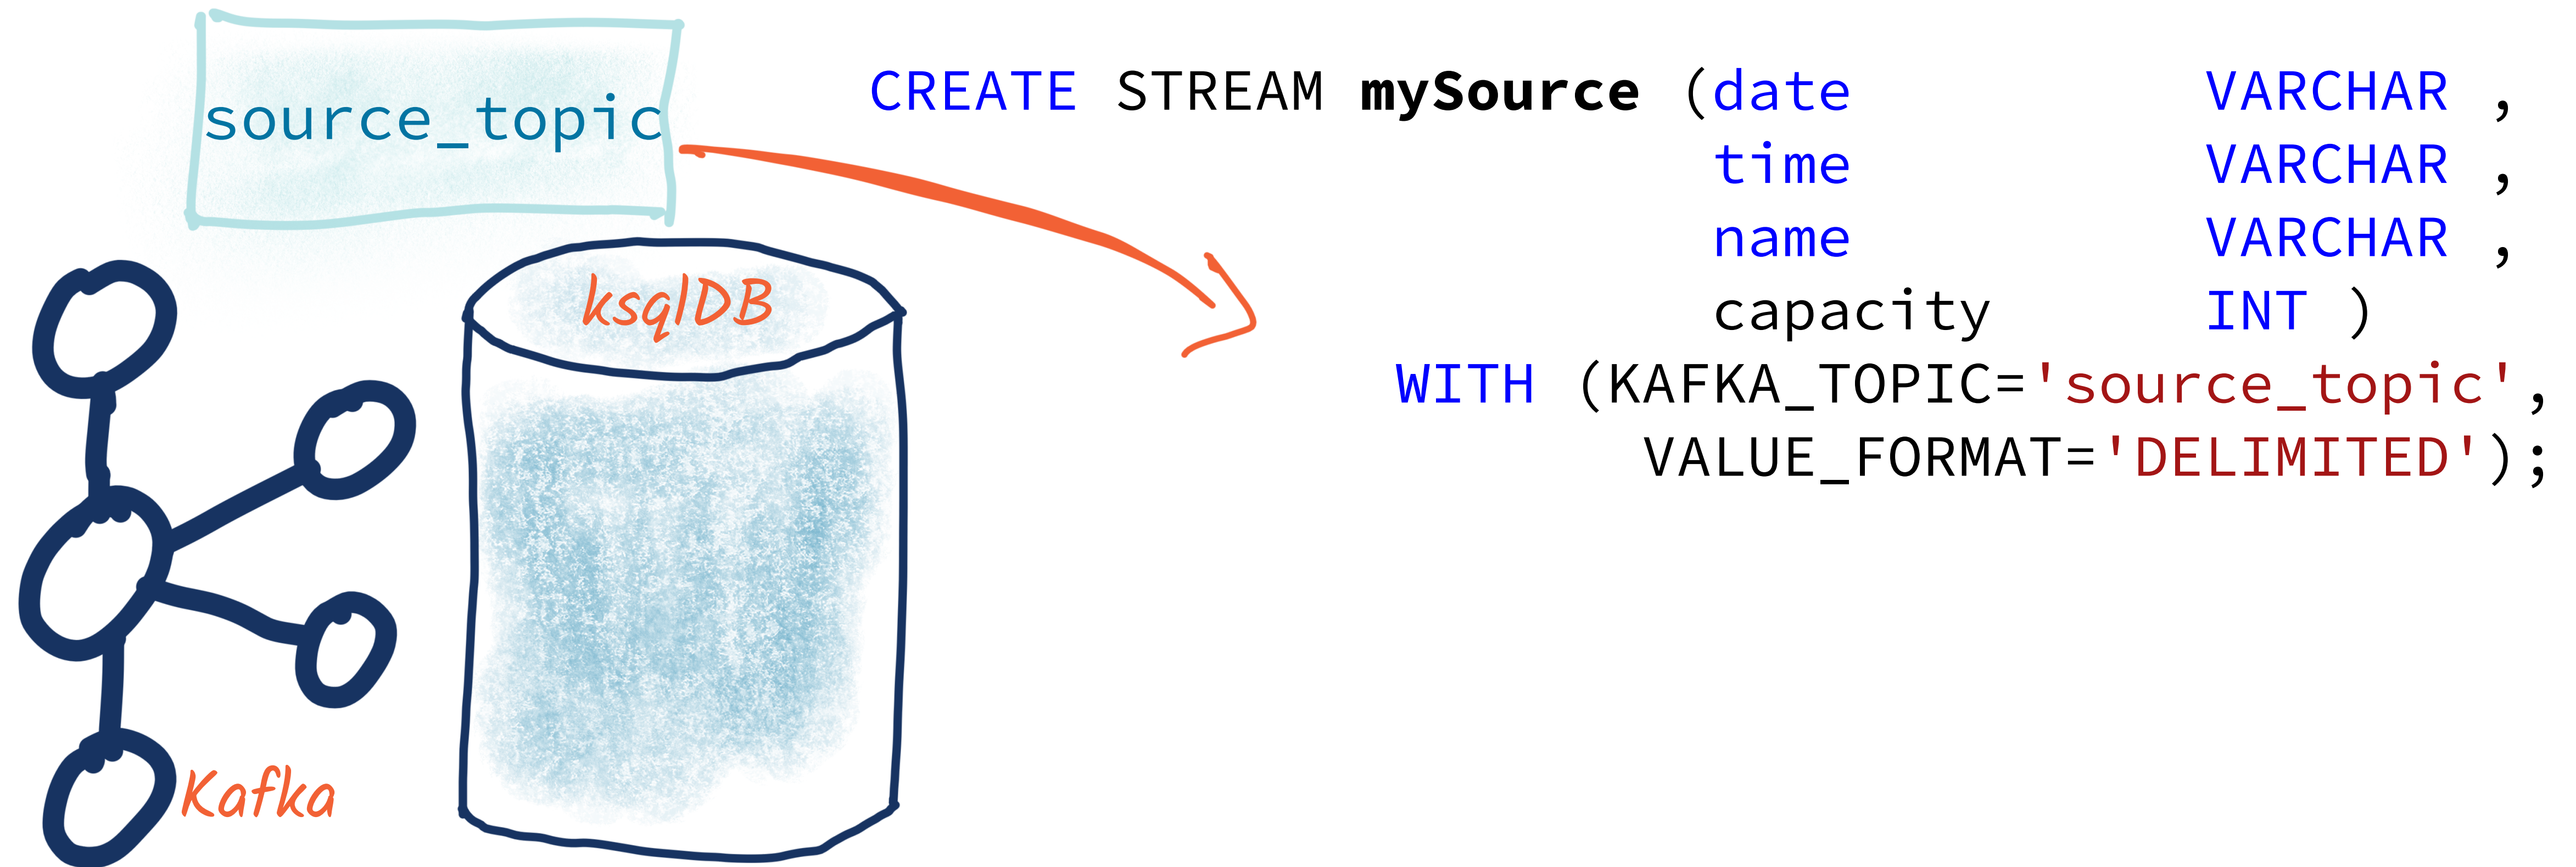 source_topic
CREATE STREAM mySource (date VARCHAR ,
time VARCHAR ,
name VARCHAR ,
capacity INT )
WITH (KAFKA_TOPIC='source_topic',
VALUE_FORMAT='DELIMITED');
ksqlDB
Kafka